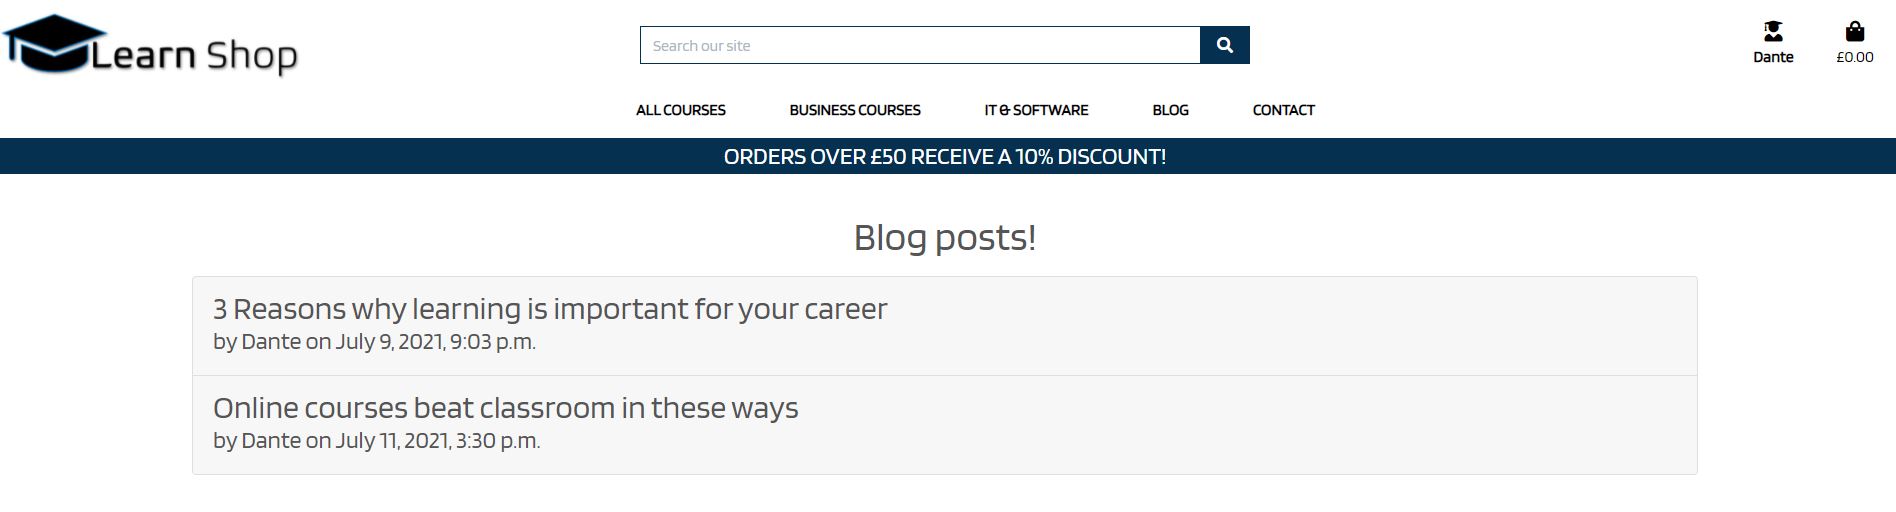 Learn Shop
Search our site
Dante
£0.00
ALL COURSES
BUSINESS COURSES
IT & SOFTWARE
BLOG
CONTACT
ORDERS OVER £50 RECEIVE A 10% DISCOUNT!
Blog posts!
3 Reasons why learning is important for your career
by Dante on July 9, 2021, 9:03 p.m.
Online courses beat classroom in these ways
by Dante on July 11, 2021, 3:30 p.m.